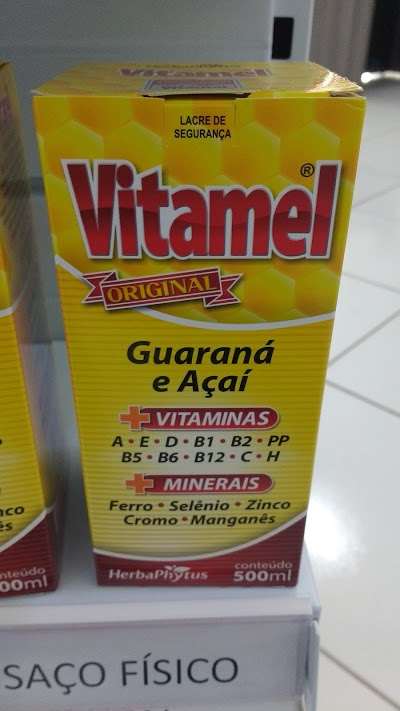 Vitamel
LACRE DE
SEGURANÇA
Vitamel®
ORIGINAL
Guaraná
e Açaí
+ VITAMINAS
A • E • D • B1 • B2 • PP
B5 • B6 • B12 • C • H
+ MINERAIS
Ferro • Selênio • Zinco
Cromo • Manganês
HerbaPhytus
conteúdo
500ml
SAÇO FÍSICO